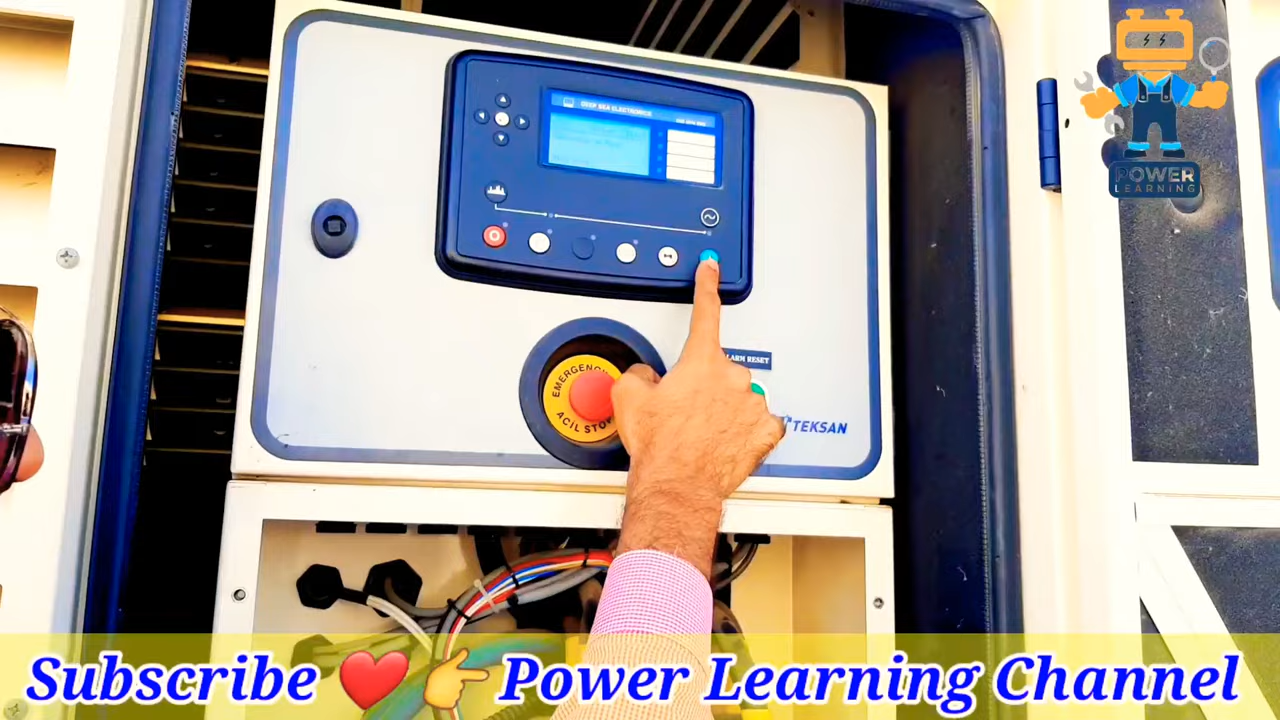 DEEP SEA ELECTRONICS
POWER
LEARNING
EMERGENCY
ACIL STOP
ALARM RESET
TEKSAN
Subscribe ❤️ 👉 Power Learning Channel